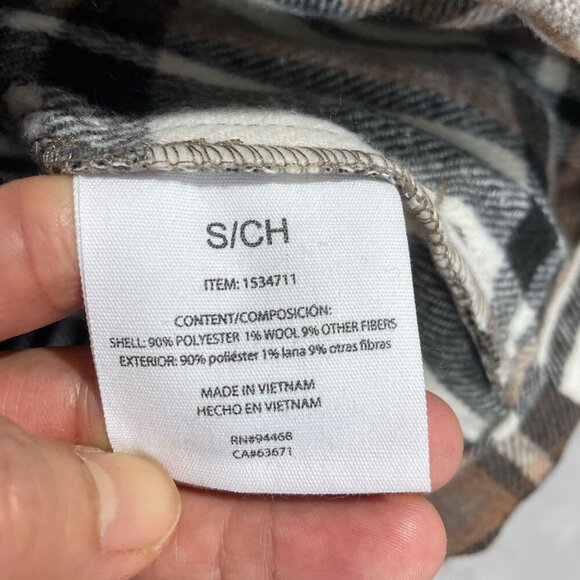 S/CH
ITEM: 1534711
CONTENT/COMPOSICIÓN:
SHELL: 90% POLYESTER 1% WOOL 9% OTHER FIBERS
EXTERIOR: 90% poliéster 1% lana 9% otras fibras
MADE IN VIETNAM
HECHO EN VIETNAM
RN#94468
CA#63671